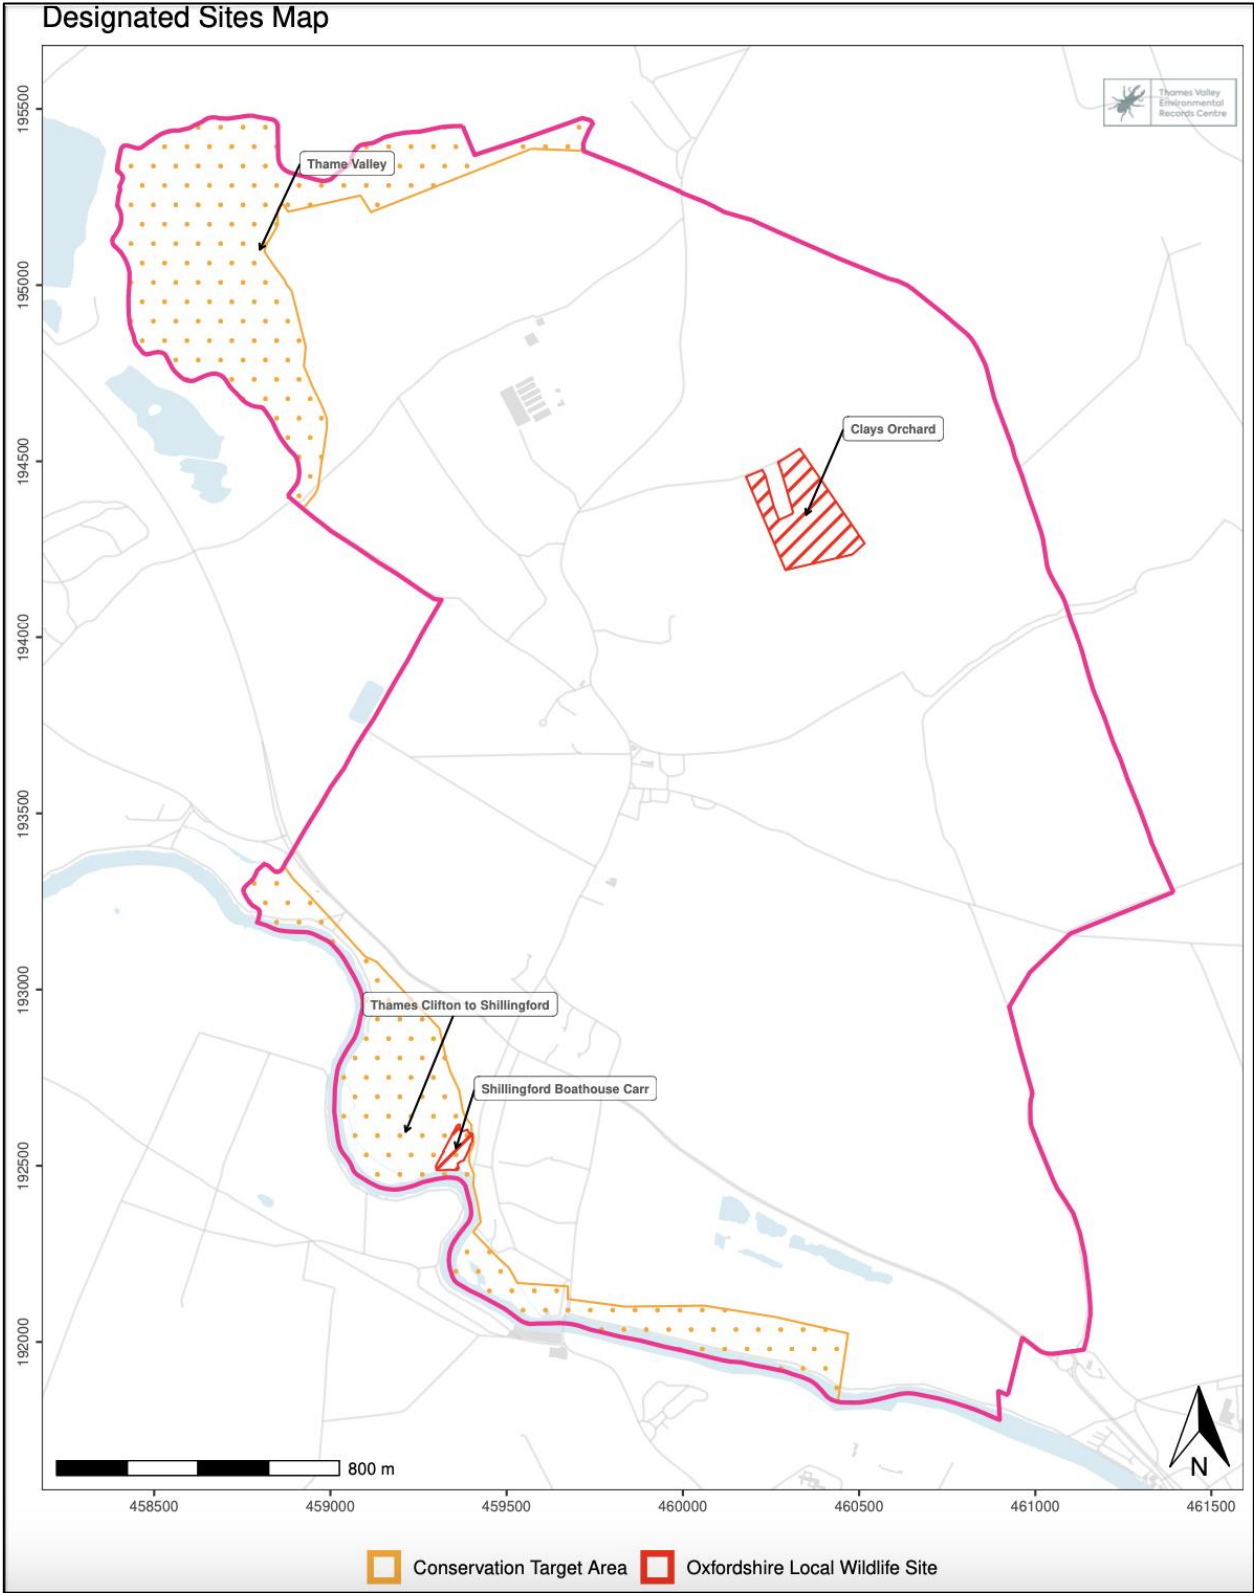 Designated Sites Map
Thames Valley
Environmental
Records Centre
195500
Thame Valley
195000
194500
Clays Orchard
194000
193500
193000
Thames Clifton to Shillingford
Shillingford Boathouse Carr
192500
192000
800 m
N
458500 459000 459500 460000 460500 461000 461500
Conservation Target Area Oxfordshire Local Wildlife Site